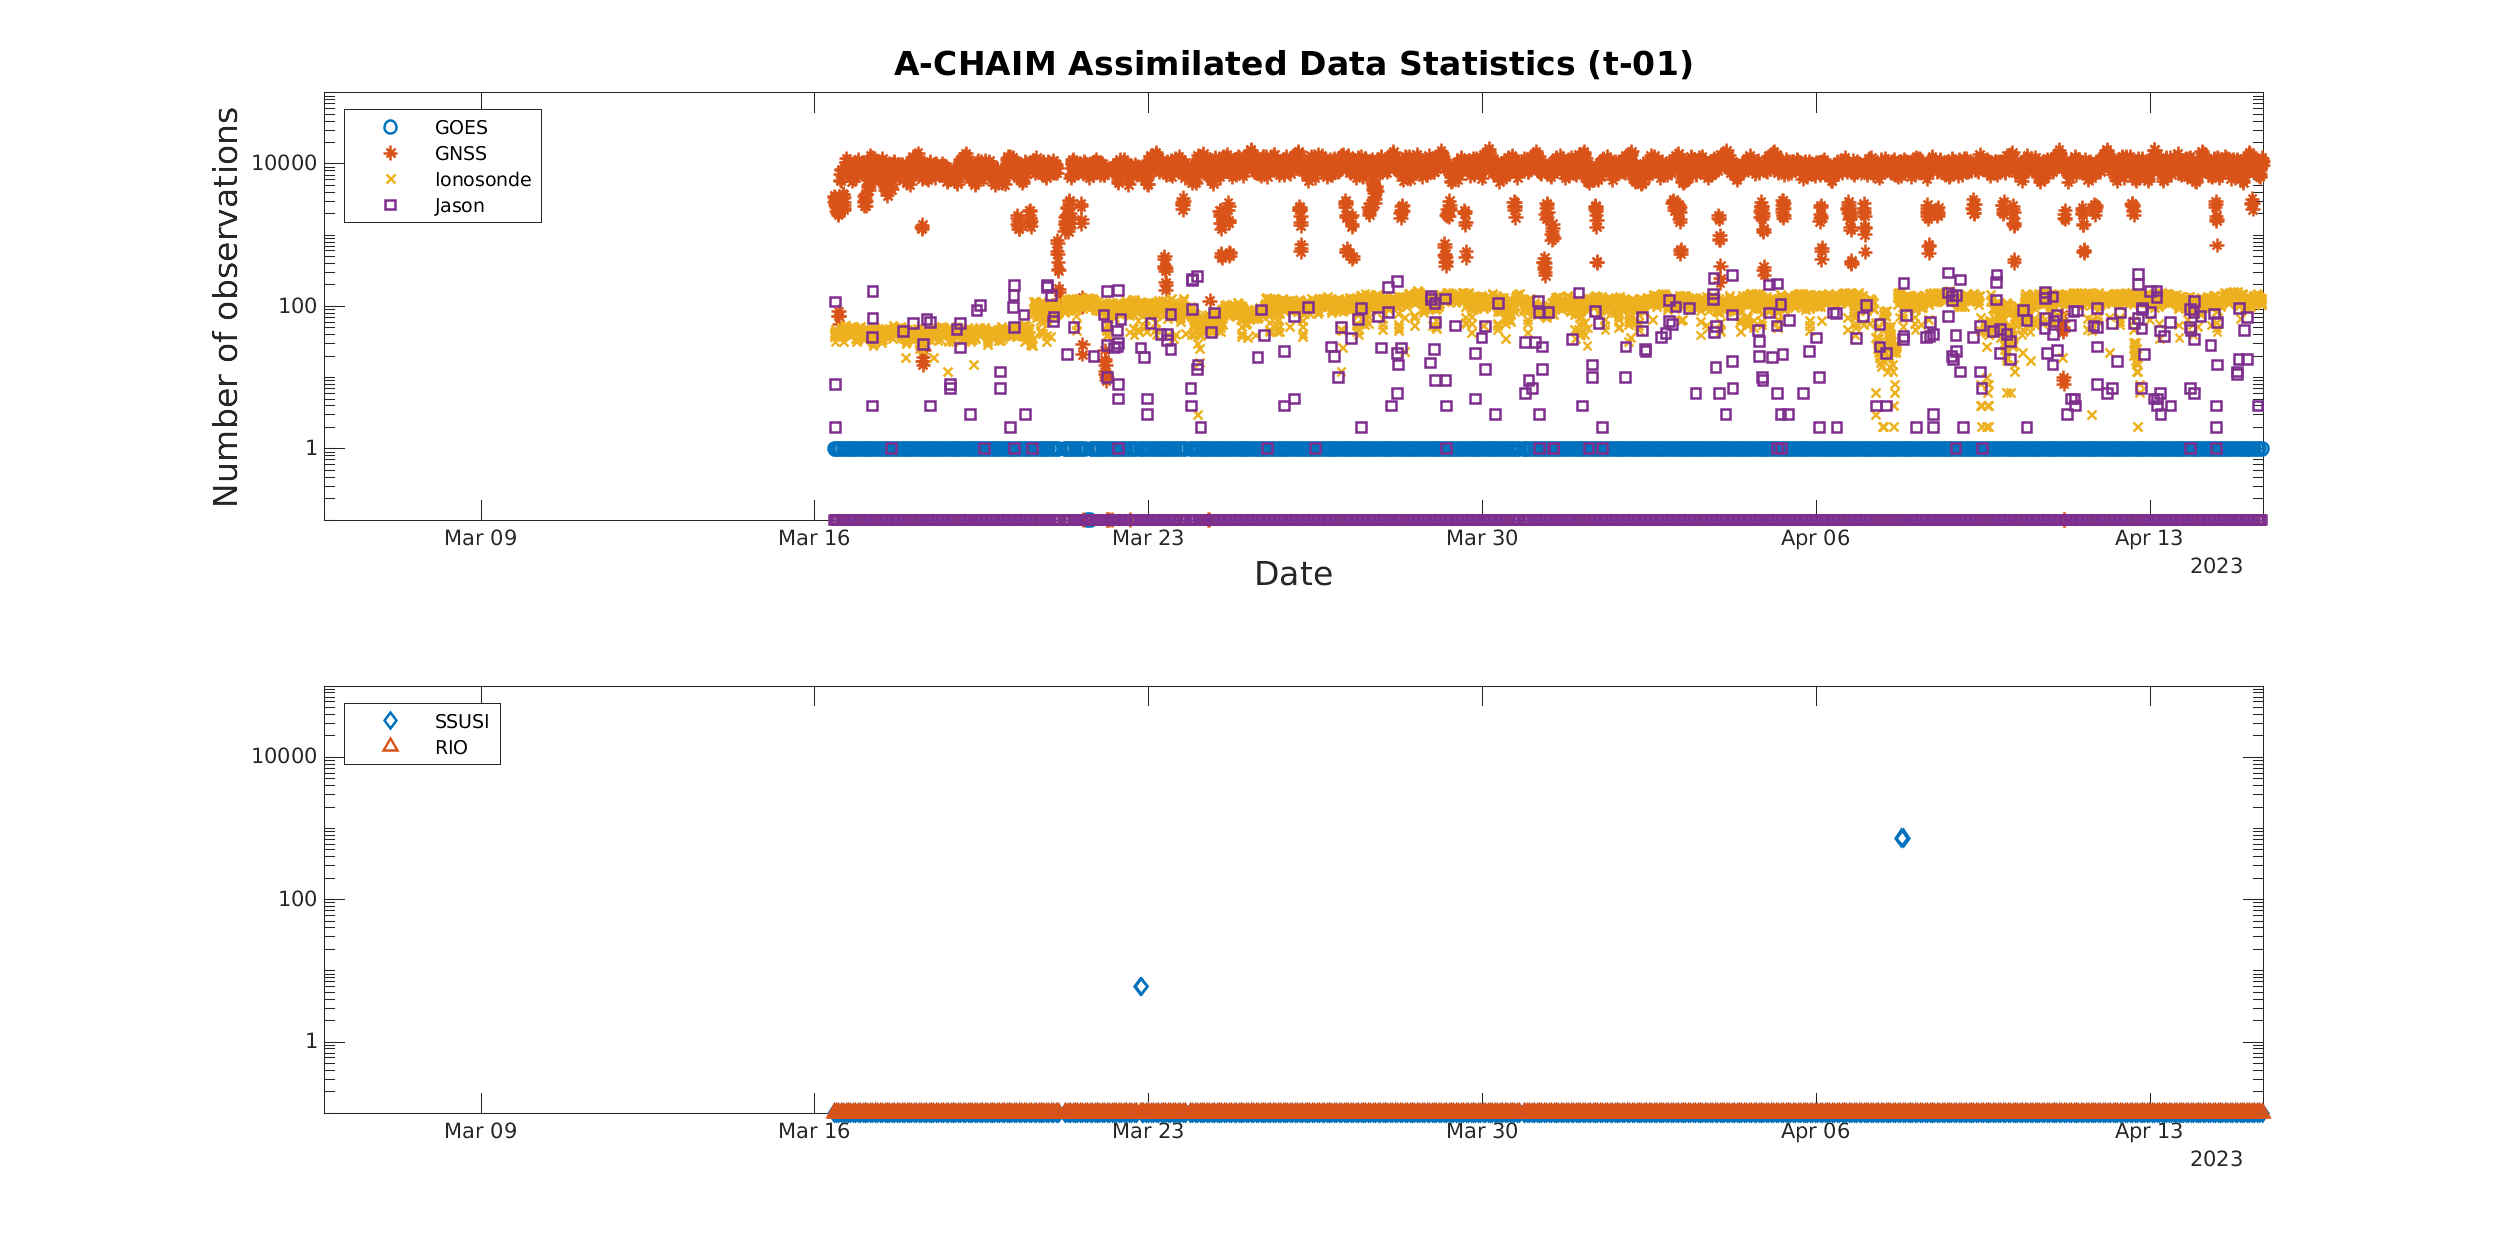 A-CHAIM Assimilated Data Statistics (t-01)
Number of observations
10000
100
1
GOES
GNSS
Ionosonde
Jason
Mar 09
Mar 16
Mar 23
Mar 30
Apr 06
Apr 13
2023
Date
10000
100
1
SSUSI
RIO
Mar 09
Mar 16
Mar 23
Mar 30
Apr 06
Apr 13
2023